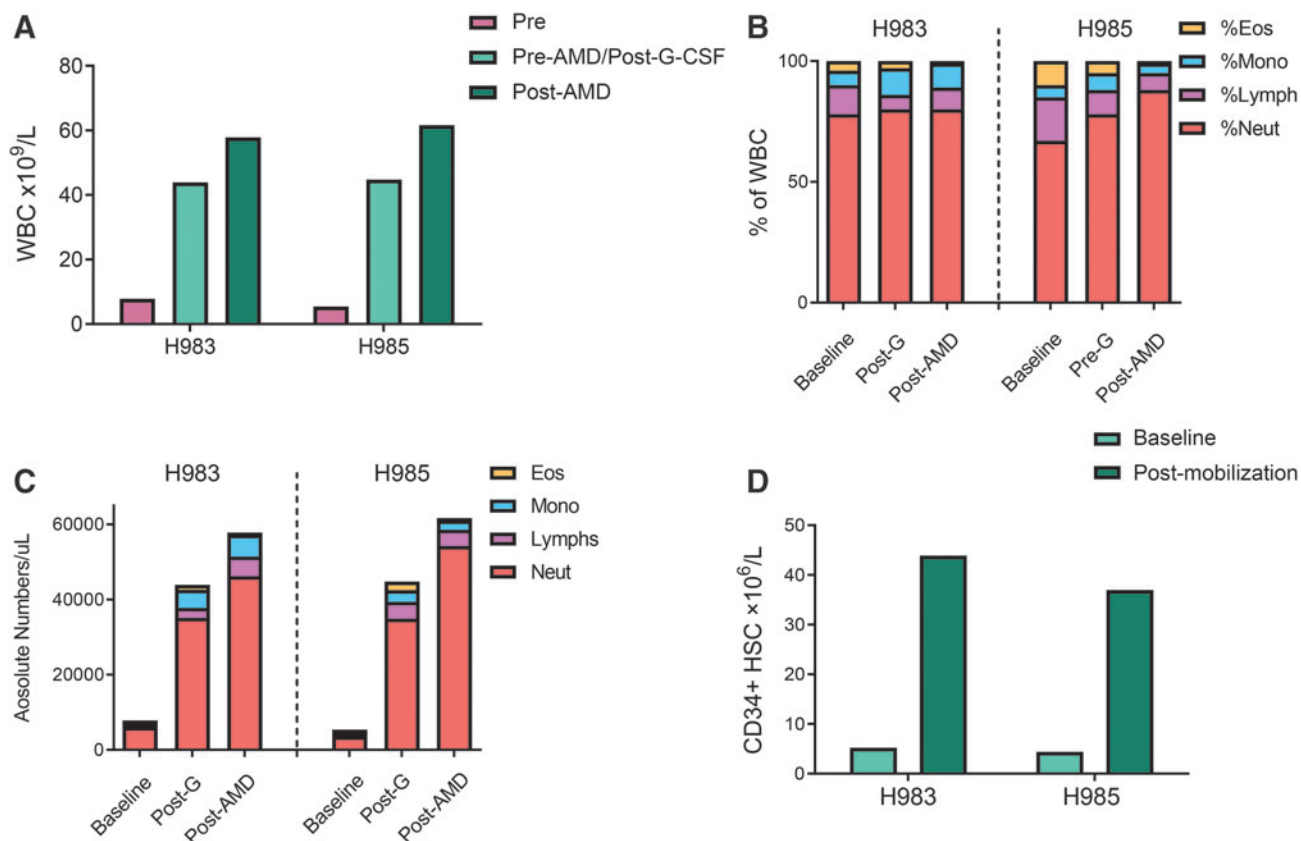 A
Pre
Pre-AMD/Post-G-CSF
Post-AMD
WBC x10⁹/L
80
60
40
20
0
H983
H985
B
H983
H985
%Eos
%Mono
%Lymph
%Neut
% of WBC
100
50
0
Baseline
Post-G
Post-AMD
Baseline
Pre-G
Post-AMD
C
H983
H985
Eos
Mono
Lymphs
Neut
Aosolute Numbers/uL
60000
40000
20000
0
Baseline
Post-G
Post-AMD
Baseline
Post-G
Post-AMD
D
Baseline
Post-mobilization
CD34+ HSC ×10⁶/L
50
40
30
20
10
0
H983
H985